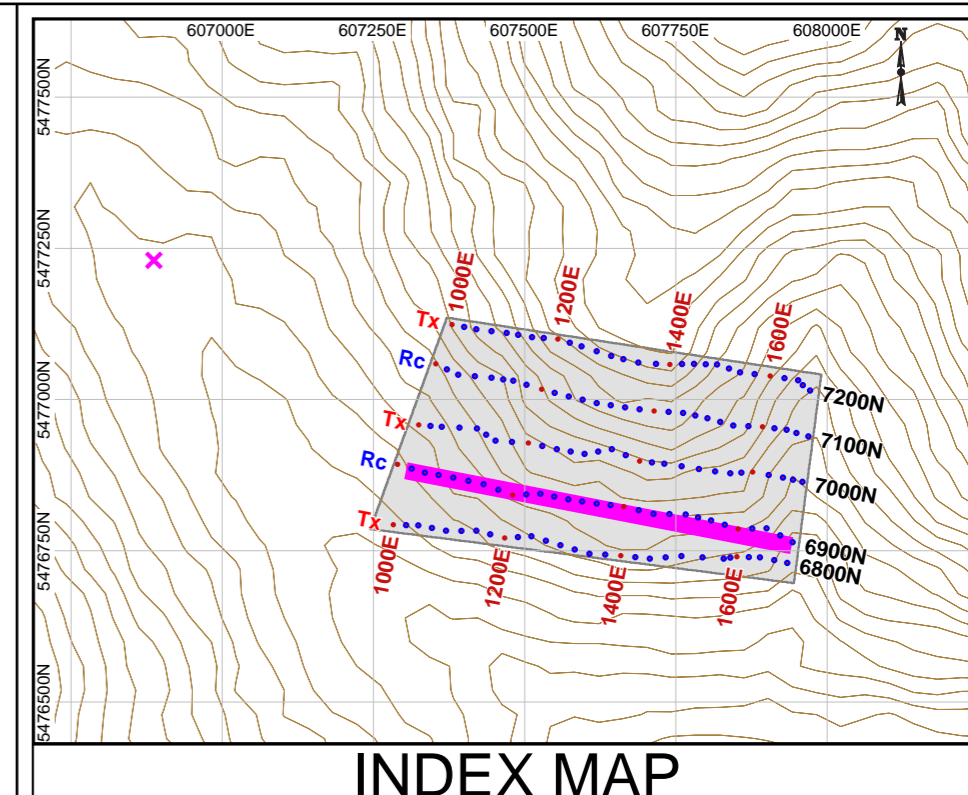 607000E 607250E 607500E 607750E 608000E
N
5477500N
5477250N
5477000N
5476750N
5476500N
1000E 1200E 1400E 1600E
Tx
Rc
Tx
Rc
Tx
7200N
7100N
7000N
6900N
6800N
1000E 1200E 1400E 1600E
INDEX MAP